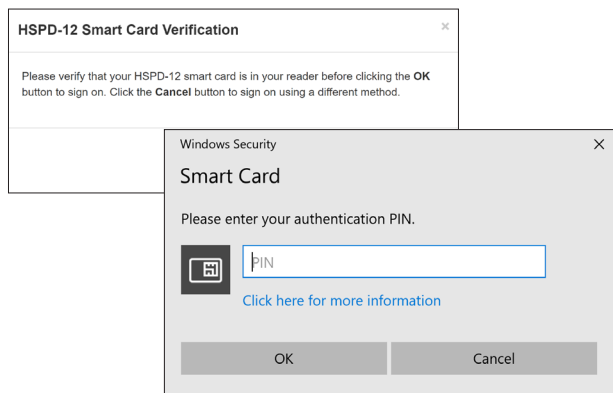 HSPD-12 Smart Card Verification
×
Please verify that your HSPD-12 smart card is in your reader before clicking the OK
button to sign on. Click the Cancel button to sign on using a different method.
Windows Security
Smart Card
Please enter your authentication PIN.
PIN
Click here for more information
OK Cancel